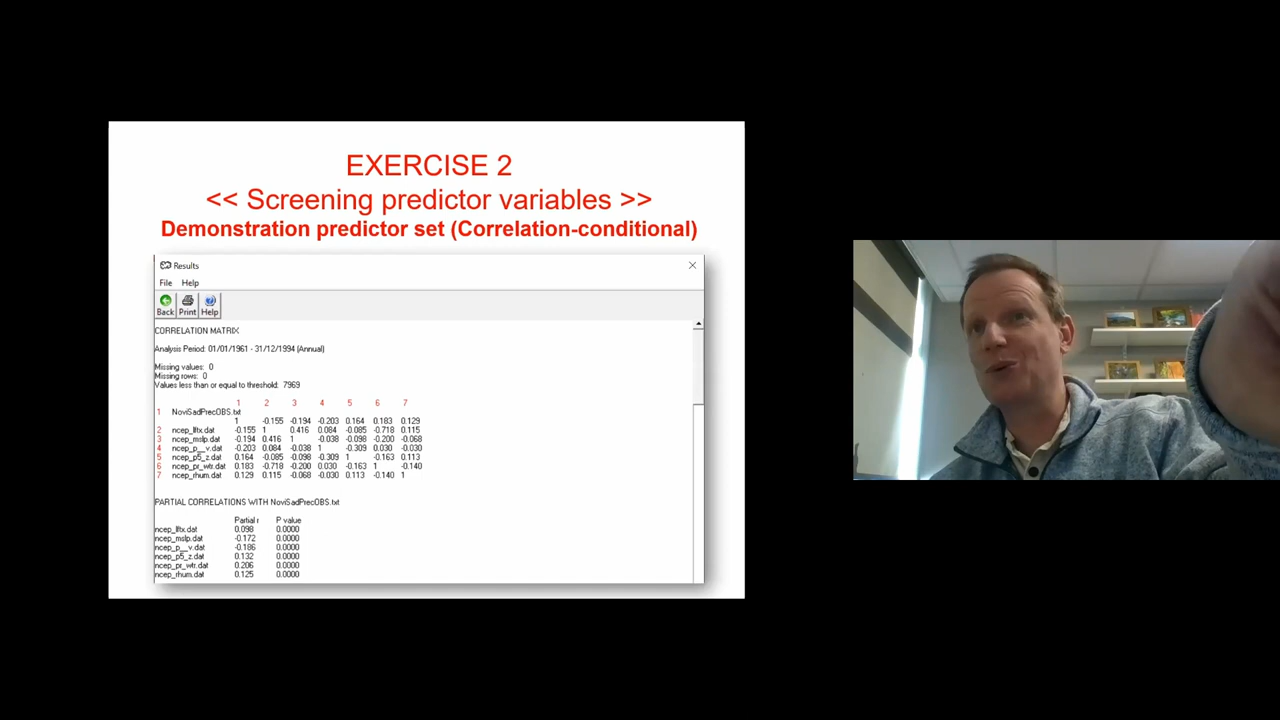 EXERCISE 2
<< Screening predictor variables >>
Demonstration predictor set (Correlation-conditional)
Results
File Help
Back Print Help
CORRELATION MATRIX
Analysis Period: 01/01/1961 - 31/12/1994 (Annual)
Missing values: 0
Missing rows: 0
Values less than or equal to threshold: 7969
1 2 3 4 5 6 7
1 NoviSadPrecOBS.txt
1 -0.155 -0.194 -0.203 0.164 0.183 0.129
2 ncep_lftx.dat -0.155 1 0.416 0.084 -0.085 -0.718 0.115
3 ncep_mslp.dat -0.194 0.416 1 -0.038 -0.098 -0.200 -0.068
4 ncep_p__v.dat -0.203 0.084 -0.038 1 -0.309 0.030 -0.030
5 ncep_p5_z.dat 0.164 -0.085 -0.098 -0.309 1 -0.163 0.113
6 ncep_pr_wtr.dat 0.183 -0.718 -0.200 0.030 -0.163 1 -0.140
7 ncep_rhum.dat 0.129 0.115 -0.068 -0.030 0.113 -0.140 1
PARTIAL CORRELATIONS WITH NoviSadPrecOBS.txt
Partial r P value
ncep_lftx.dat 0.098 0.0000
ncep_mslp.dat -0.172 0.0000
ncep_p__v.dat -0.186 0.0000
ncep_p5_z.dat 0.132 0.0000
ncep_pr_wtr.dat 0.206 0.0000
ncep_rhum.dat 0.125 0.0000